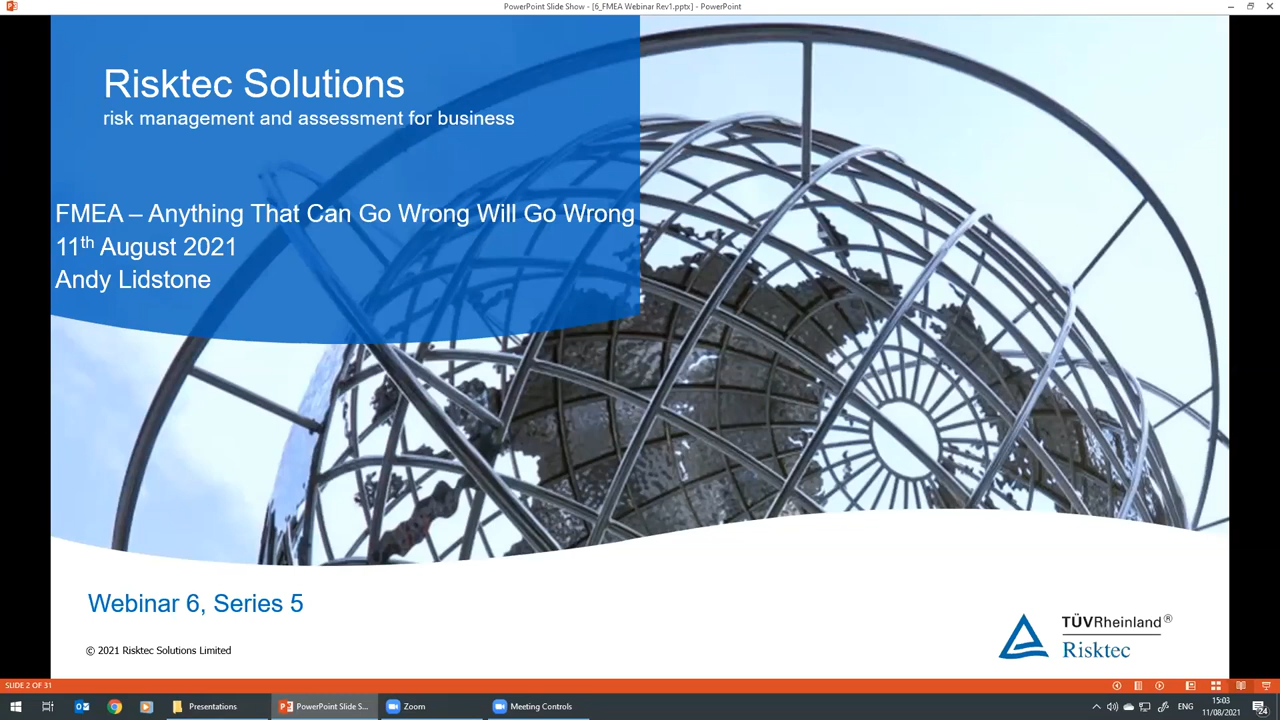 PowerPoint Slide Show - [6_FMEA Webinar Rev1.pptx] - PowerPoint
Risktec Solutions
risk management and assessment for business
FMEA – Anything That Can Go Wrong Will Go Wrong
11th August 2021
Andy Lidstone
Webinar 6, Series 5
© 2021 Risktec Solutions Limited
TÜVRheinland®
Risktec
SLIDE 2 OF 31
Presentations
PowerPoint Slide S...
Zoom
Meeting Controls
ENG
15:03
11/08/2021
24